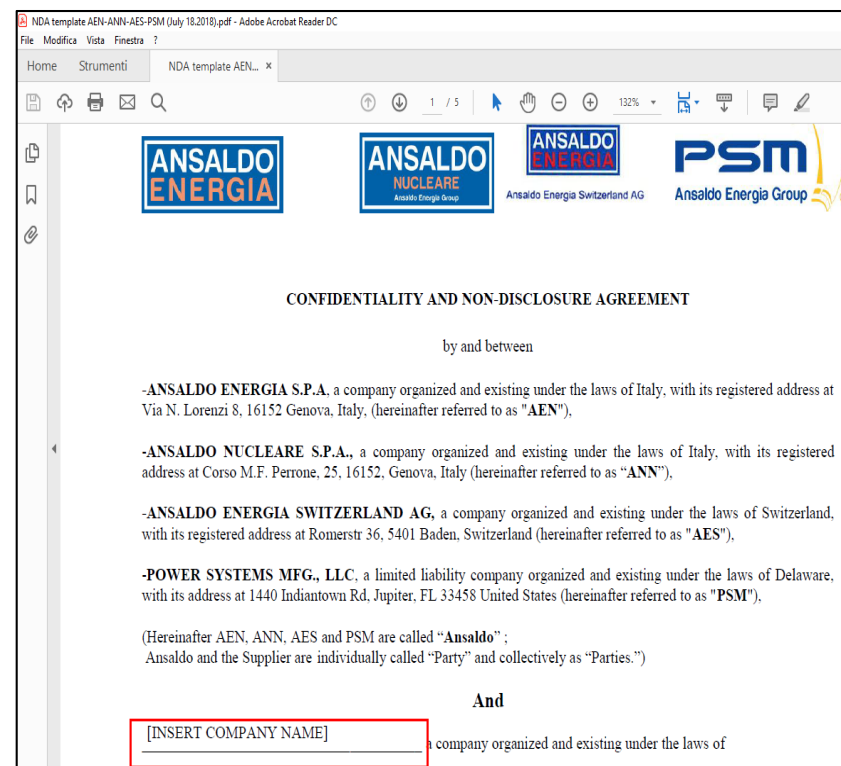 NDA template AEN-ANN-AES-PSM (July 18.2018).pdf - Adobe Acrobat Reader DC
File Modifica Vista Finestra ?
Home Strumenti NDA template AEN... ×
1 / 5 132%
ANSALDO
ENERGIA
ANSALDO
NUCLEARE
Ansaldo Energia Group
ANSALDO
ENERGIA
Ansaldo Energia Switzerland AG
PSM
Ansaldo Energia Group
CONFIDENTIALITY AND NON-DISCLOSURE AGREEMENT
by and between
-ANSALDO ENERGIA S.P.A, a company organized and existing under the laws of Italy, with its registered address at
Via N. Lorenzi 8, 16152 Genova, Italy, (hereinafter referred to as "AEN"),
-ANSALDO NUCLEARE S.P.A., a company organized and existing under the laws of Italy, with its registered
address at Corso M.F. Perrone, 25, 16152, Genova, Italy (hereinafter referred to as “ANN”),
-ANSALDO ENERGIA SWITZERLAND AG, a company organized and existing under the laws of Switzerland,
with its registered address at Romerstr 36, 5401 Baden, Switzerland (hereinafter referred to as "AES"),
-POWER SYSTEMS MFG., LLC, a limited liability company organized and existing under the laws of Delaware,
with its address at 1440 Indiantown Rd, Jupiter, FL 33458 United States (hereinafter referred to as "PSM"),
(Hereinafter AEN, ANN, AES and PSM are called “Ansaldo” ;
Ansaldo and the Supplier are individually called “Party” and collectively as “Parties.”)
And
[INSERT COMPANY NAME]
a company organized and existing under the laws of